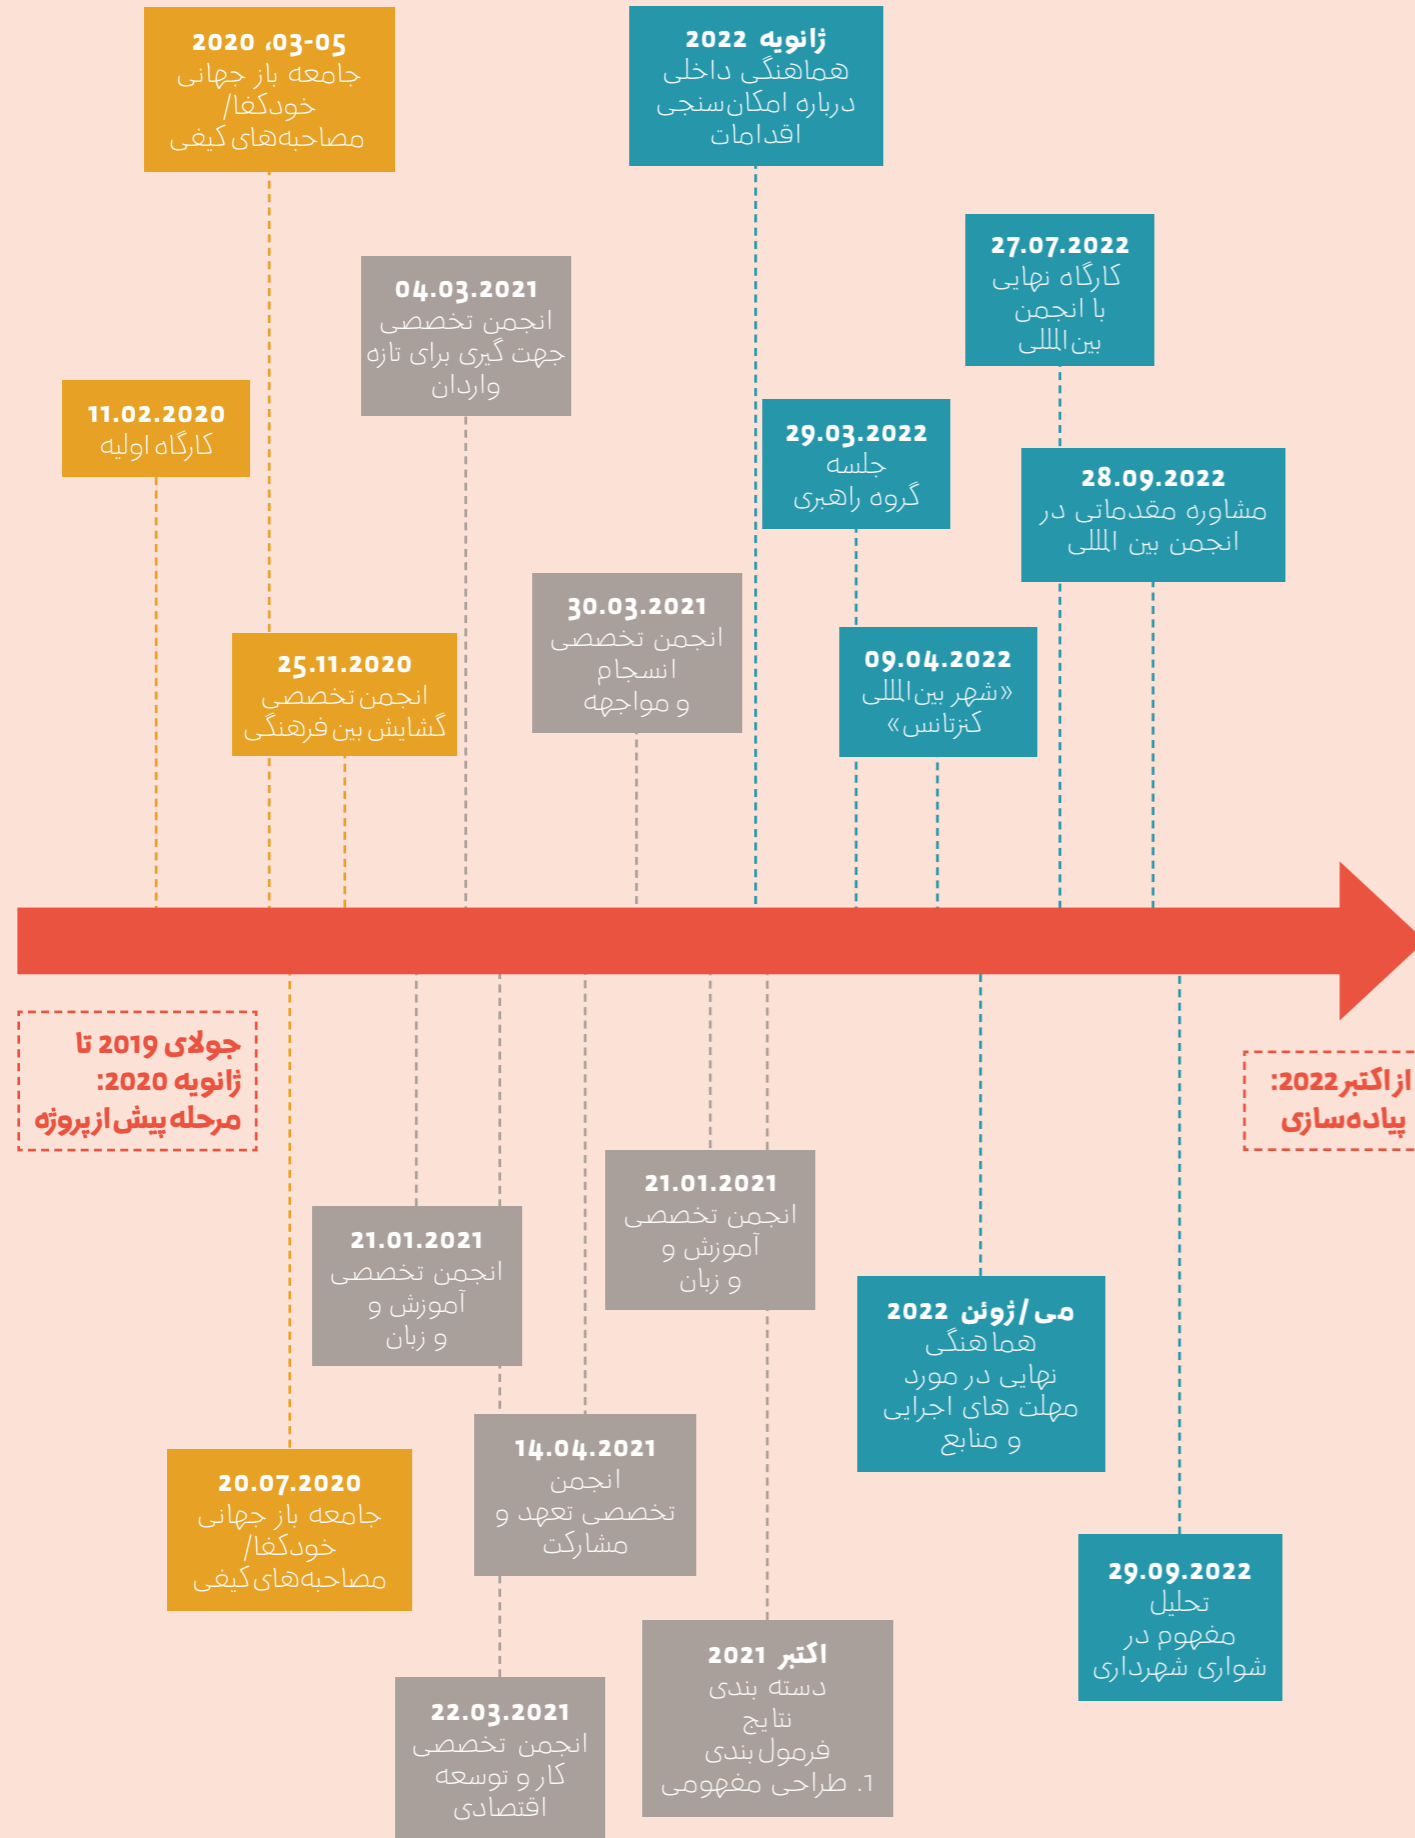 2020 ،03-05
جامعه باز جهانی
خودکفا/
مصاحبه‌های کیفی
ژانویه 2022
هماهنگی داخلی
درباره امکان‌سنجی
اقدامات
27.07.2022
کارگاه نهایی
با انجمن
بین‌المللی
04.03.2021
انجمن تخصصی
جهت گیری برای تازه
واردان
11.02.2020
کارگاه اولیه
29.03.2022
جلسه
گروه راهبری
28.09.2022
مشاوره مقدماتی در
انجمن بین المللی
30.03.2021
انجمن تخصصی
انسجام
و مواجهه
25.11.2020
انجمن تخصصی
گشایش بین فرهنگی
09.04.2022
«شهر بین‌المللی
کنزتانس»
جولای 2019 تا
ژانویه 2020:
مرحله پیش از پروژه
از اکتبر 2022:
پیاده‌سازی
21.01.2021
انجمن تخصصی
آموزش و
و زبان
21.01.2021
انجمن تخصصی
آموزش و
و زبان
می/ژوئن 2022
هماهنگی
نهایی در مورد
مهلت های اجرایی
و منابع
14.04.2021
انجمن
تخصصی تعهد و
مشارکت
20.07.2020
جامعه باز جهانی
خودکفا/
مصاحبه‌های کیفی
29.09.2022
تحلیل
مفهوم در
شواری شهرداری
اکتبر 2021
دسته بندی
نتایج
فرمول‌بندی
1. طراحی مفهومی
22.03.2021
انجمن تخصصی
کار و توسعه
اقتصادی